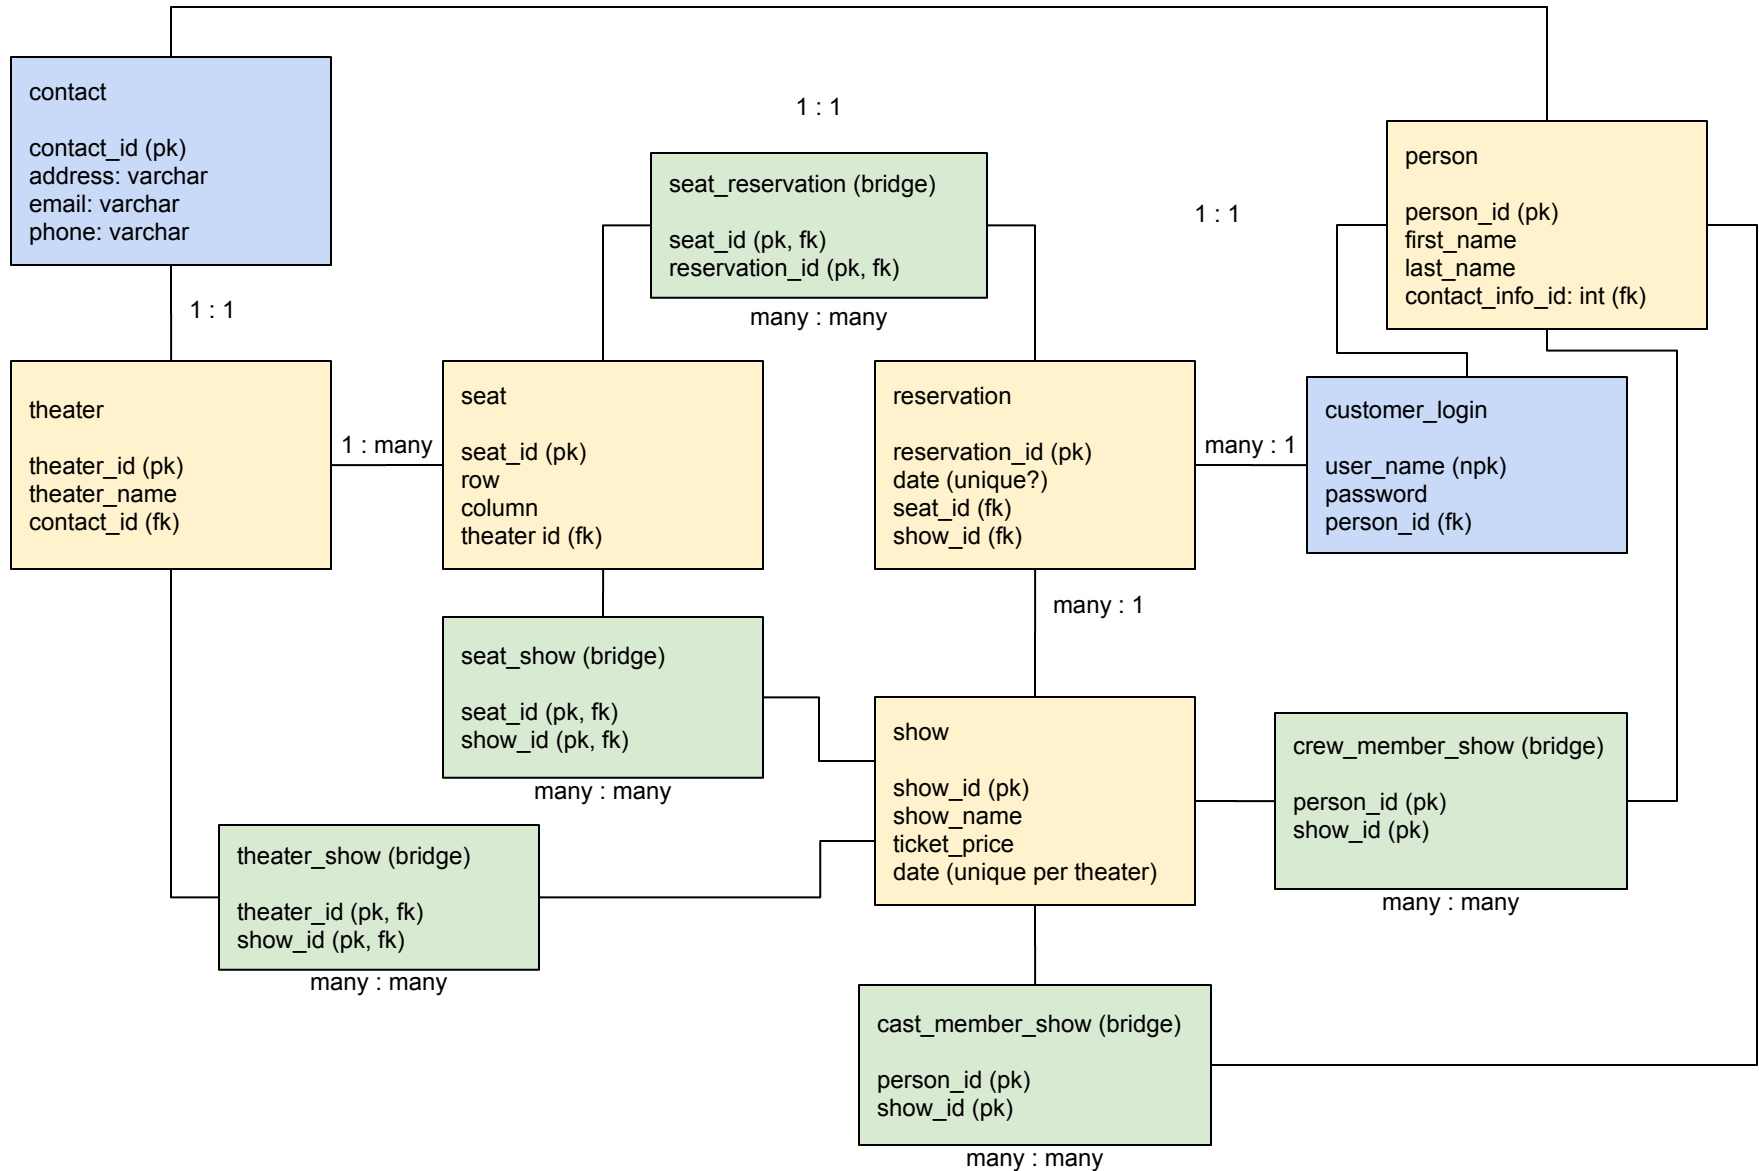 contact
contact_id (pk)
address: varchar
email: varchar
phone: varchar
1 : 1
seat_reservation (bridge)
seat_id (pk, fk)
reservation_id (pk, fk)
many : many
1 : 1
person
person_id (pk)
first_name
last_name
contact_info_id: int (fk)
1 : 1
theater
theater_id (pk)
theater_name
contact_id (fk)
1 : many
seat
seat_id (pk)
row
column
theater id (fk)
reservation
reservation_id (pk)
date (unique?)
seat_id (fk)
show_id (fk)
many : 1
customer_login
user_name (npk)
password
person_id (fk)
many : 1
seat_show (bridge)
seat_id (pk, fk)
show_id (pk, fk)
many : many
show
show_id (pk)
show_name
ticket_price
date (unique per theater)
crew_member_show (bridge)
person_id (pk)
show_id (pk)
many : many
theater_show (bridge)
theater_id (pk, fk)
show_id (pk, fk)
many : many
cast_member_show (bridge)
person_id (pk)
show_id (pk)
many : many